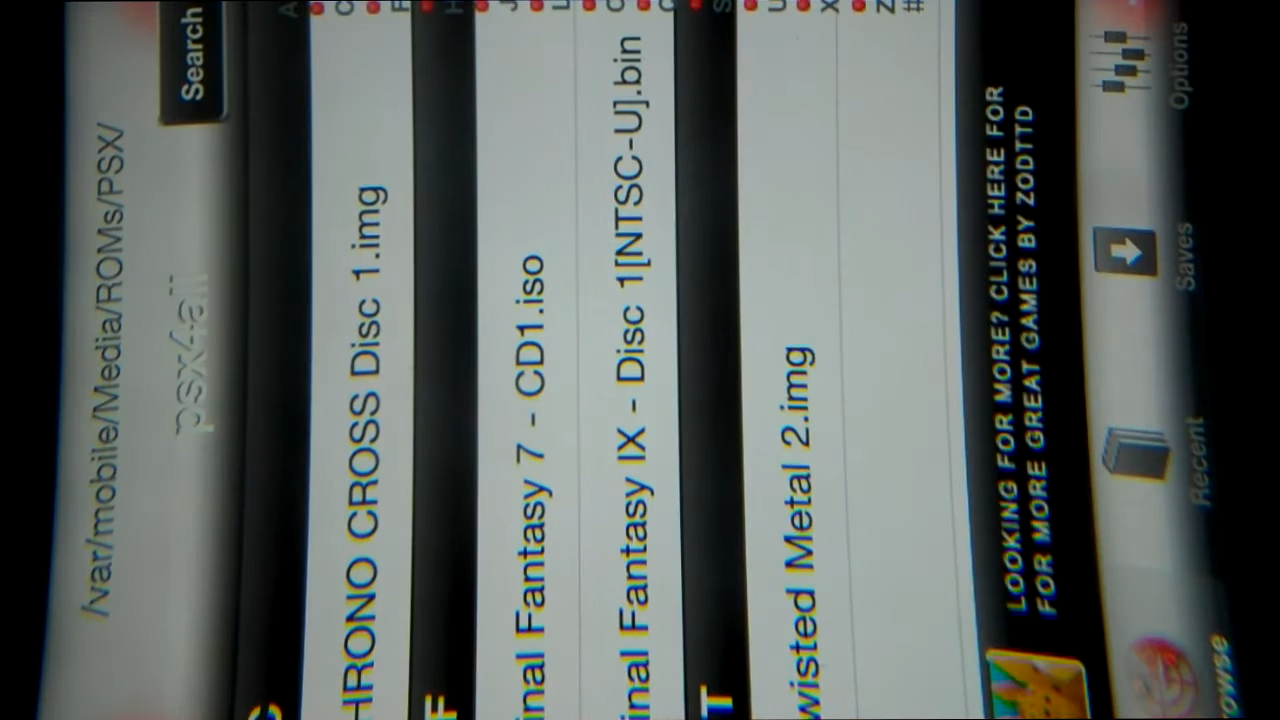 /var/mobile/Media/ROMs/PSX/
psx4all
Search
C
HRONO CROSS Disc 1.img
F
inal Fantasy 7 - CD1.iso
inal Fantasy IX - Disc 1[NTSC-U].bin
T
wisted Metal 2.img
A
C
F
H
J
L
O
S
U
X
Z
#
LOOKING FOR MORE? CLICK HERE FOR
FOR MORE GREAT GAMES BY ZODTTD
rowse
Recent
Saves
Options